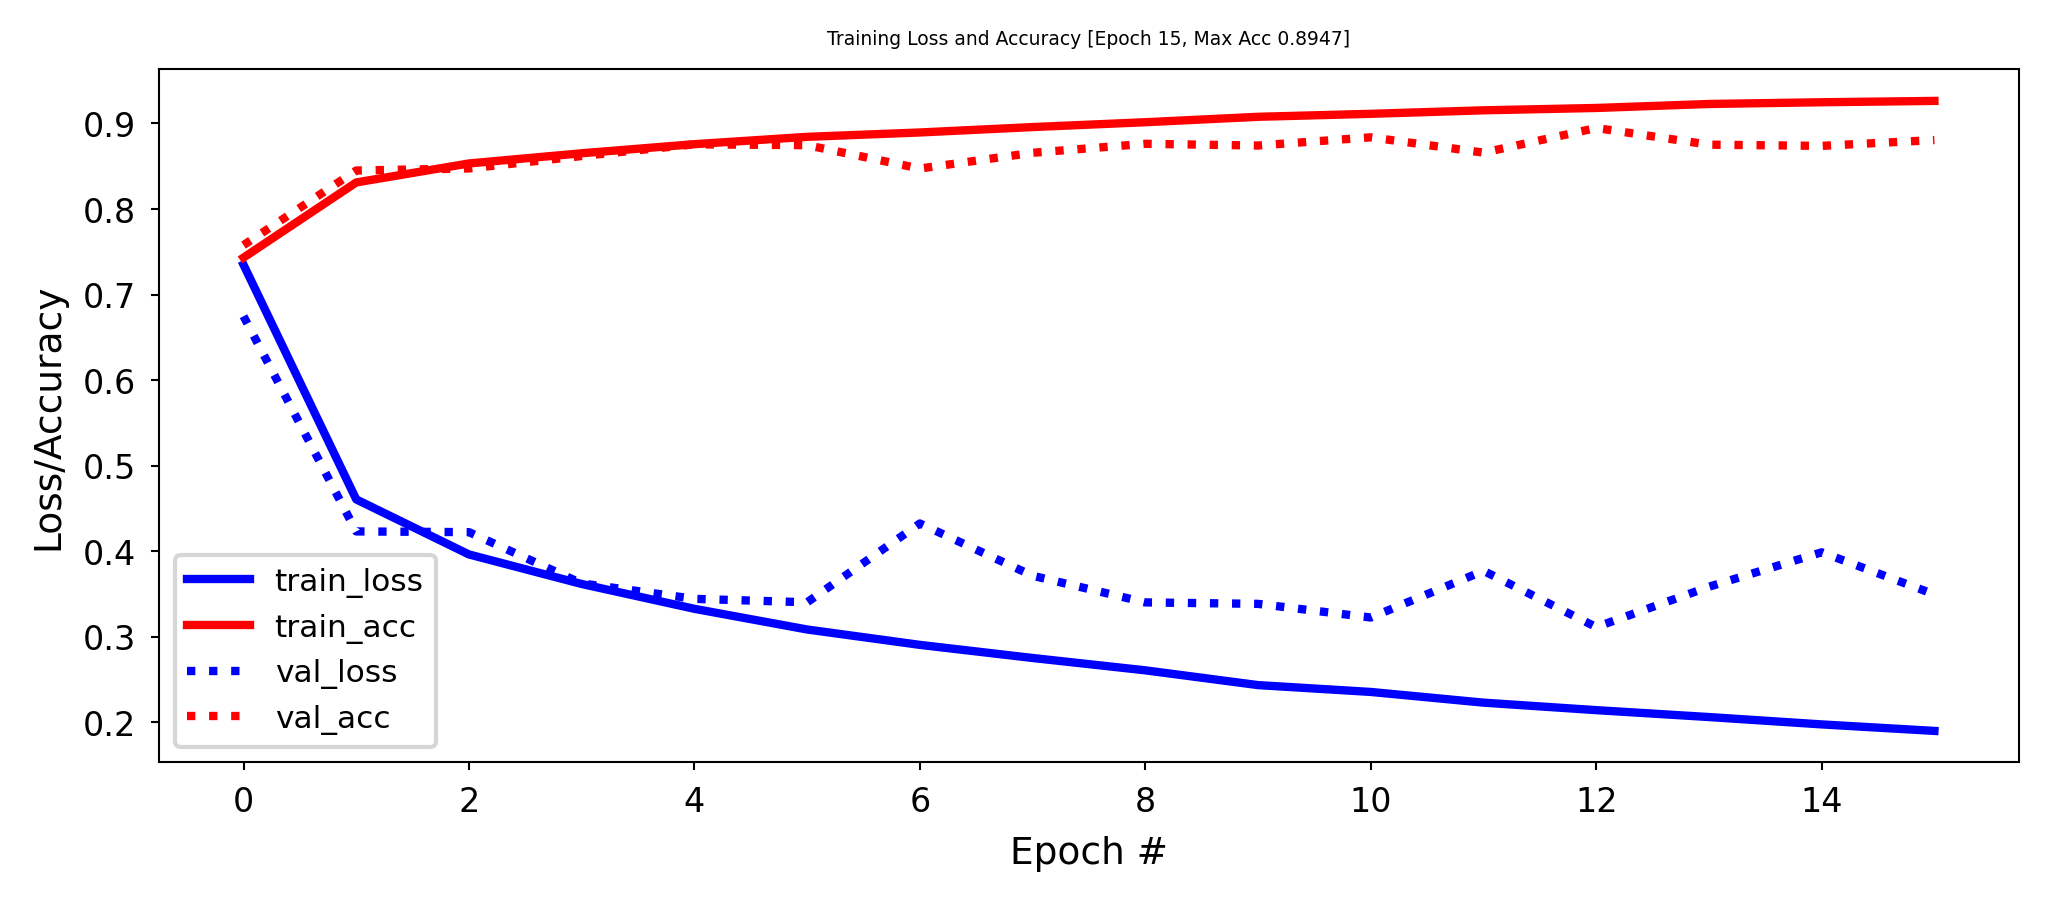 Training Loss and Accuracy [Epoch 15, Max Acc 0.8947]
Loss/Accuracy
0.9
0.8
0.7
0.6
0.5
0.4
0.3
0.2
train_loss
train_acc
val_loss
val_acc
0 2 4 6 8 10 12 14
Epoch #